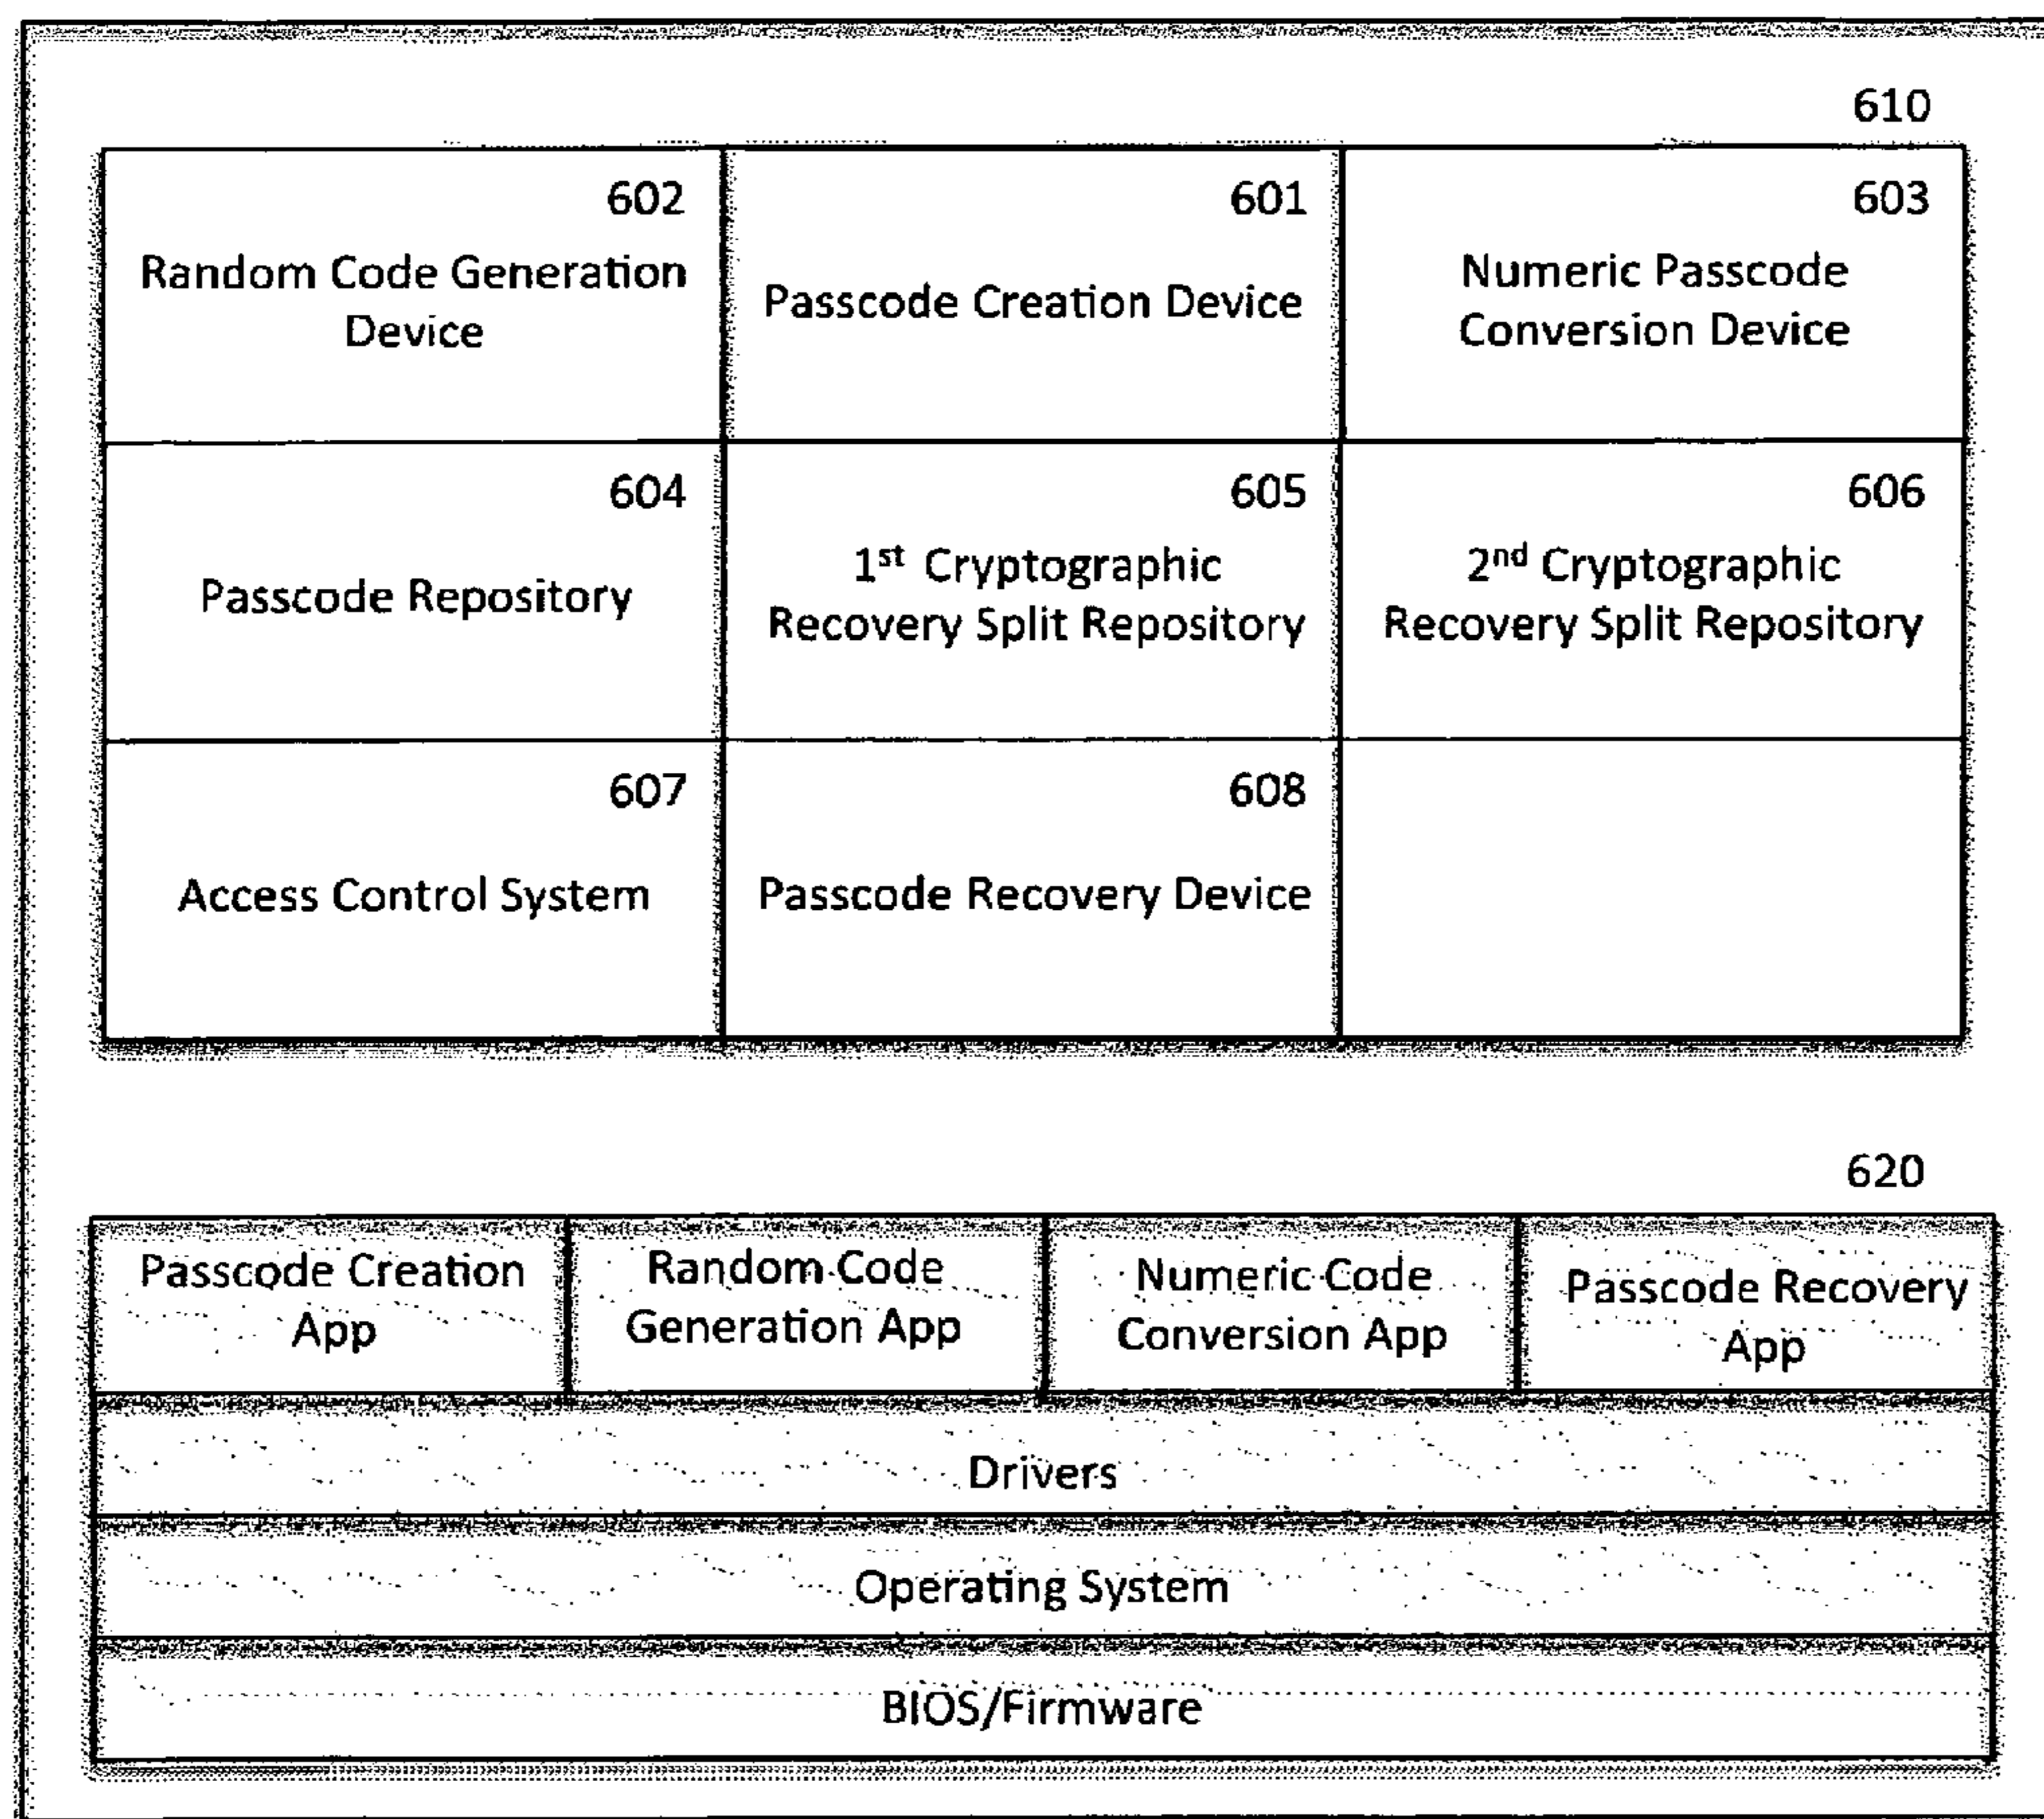 610
602
Random Code Generation
Device
601
Passcode Creation Device
603
Numeric Passcode
Conversion Device
604
Passcode Repository
605
1st Cryptographic
Recovery Split Repository
606
2nd Cryptographic
Recovery Split Repository
607
Access Control System
608
Passcode Recovery Device
620
Passcode Creation
App
Random Code
Generation App
Numeric Code
Conversion App
Passcode Recovery
App
Drivers
Operating System
BIOS/Firmware